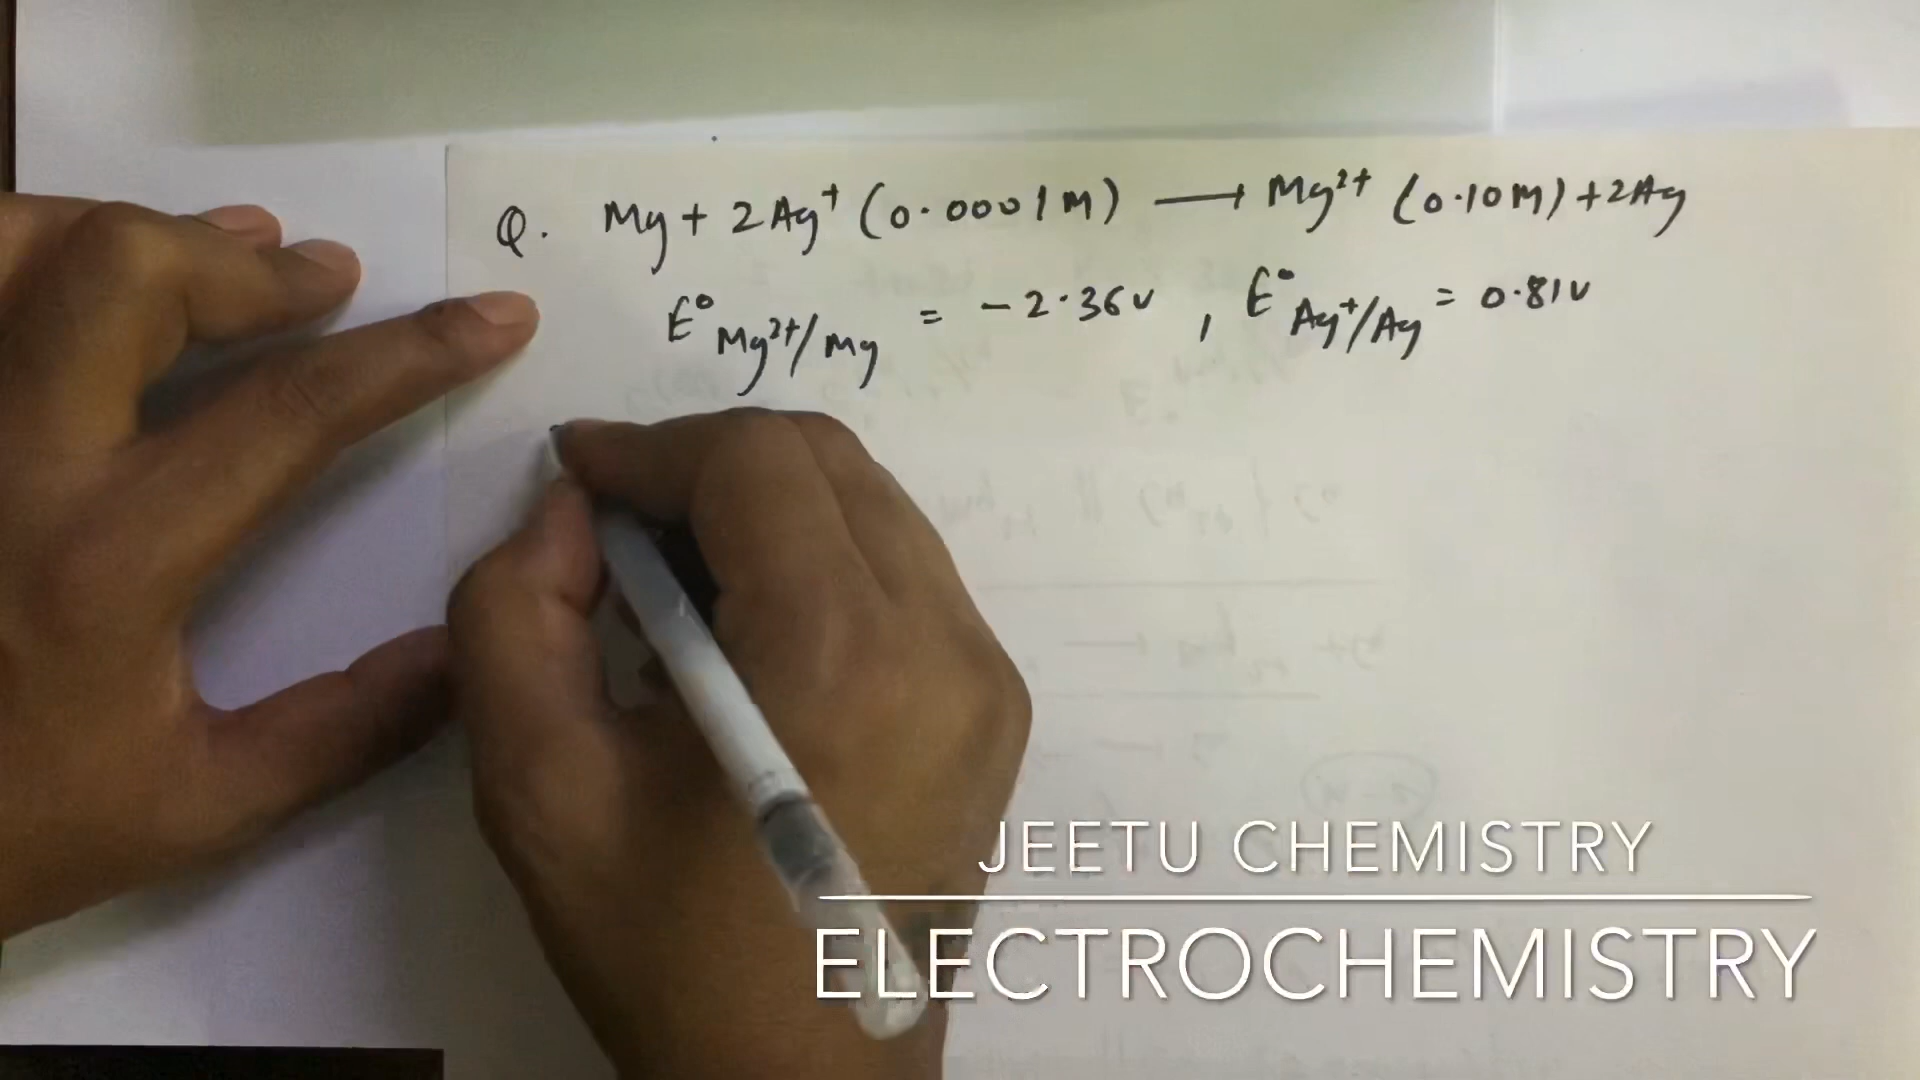 Q. Mg + 2Ag⁺ (0.0001M) ⟶ Mg²⁺ (0.10M) + 2Ag
E°Mg²⁺/Mg = -2.36V , E°Ag⁺/Ag = 0.81V
JEETU CHEMISTRY
ELECTROCHEMISTRY